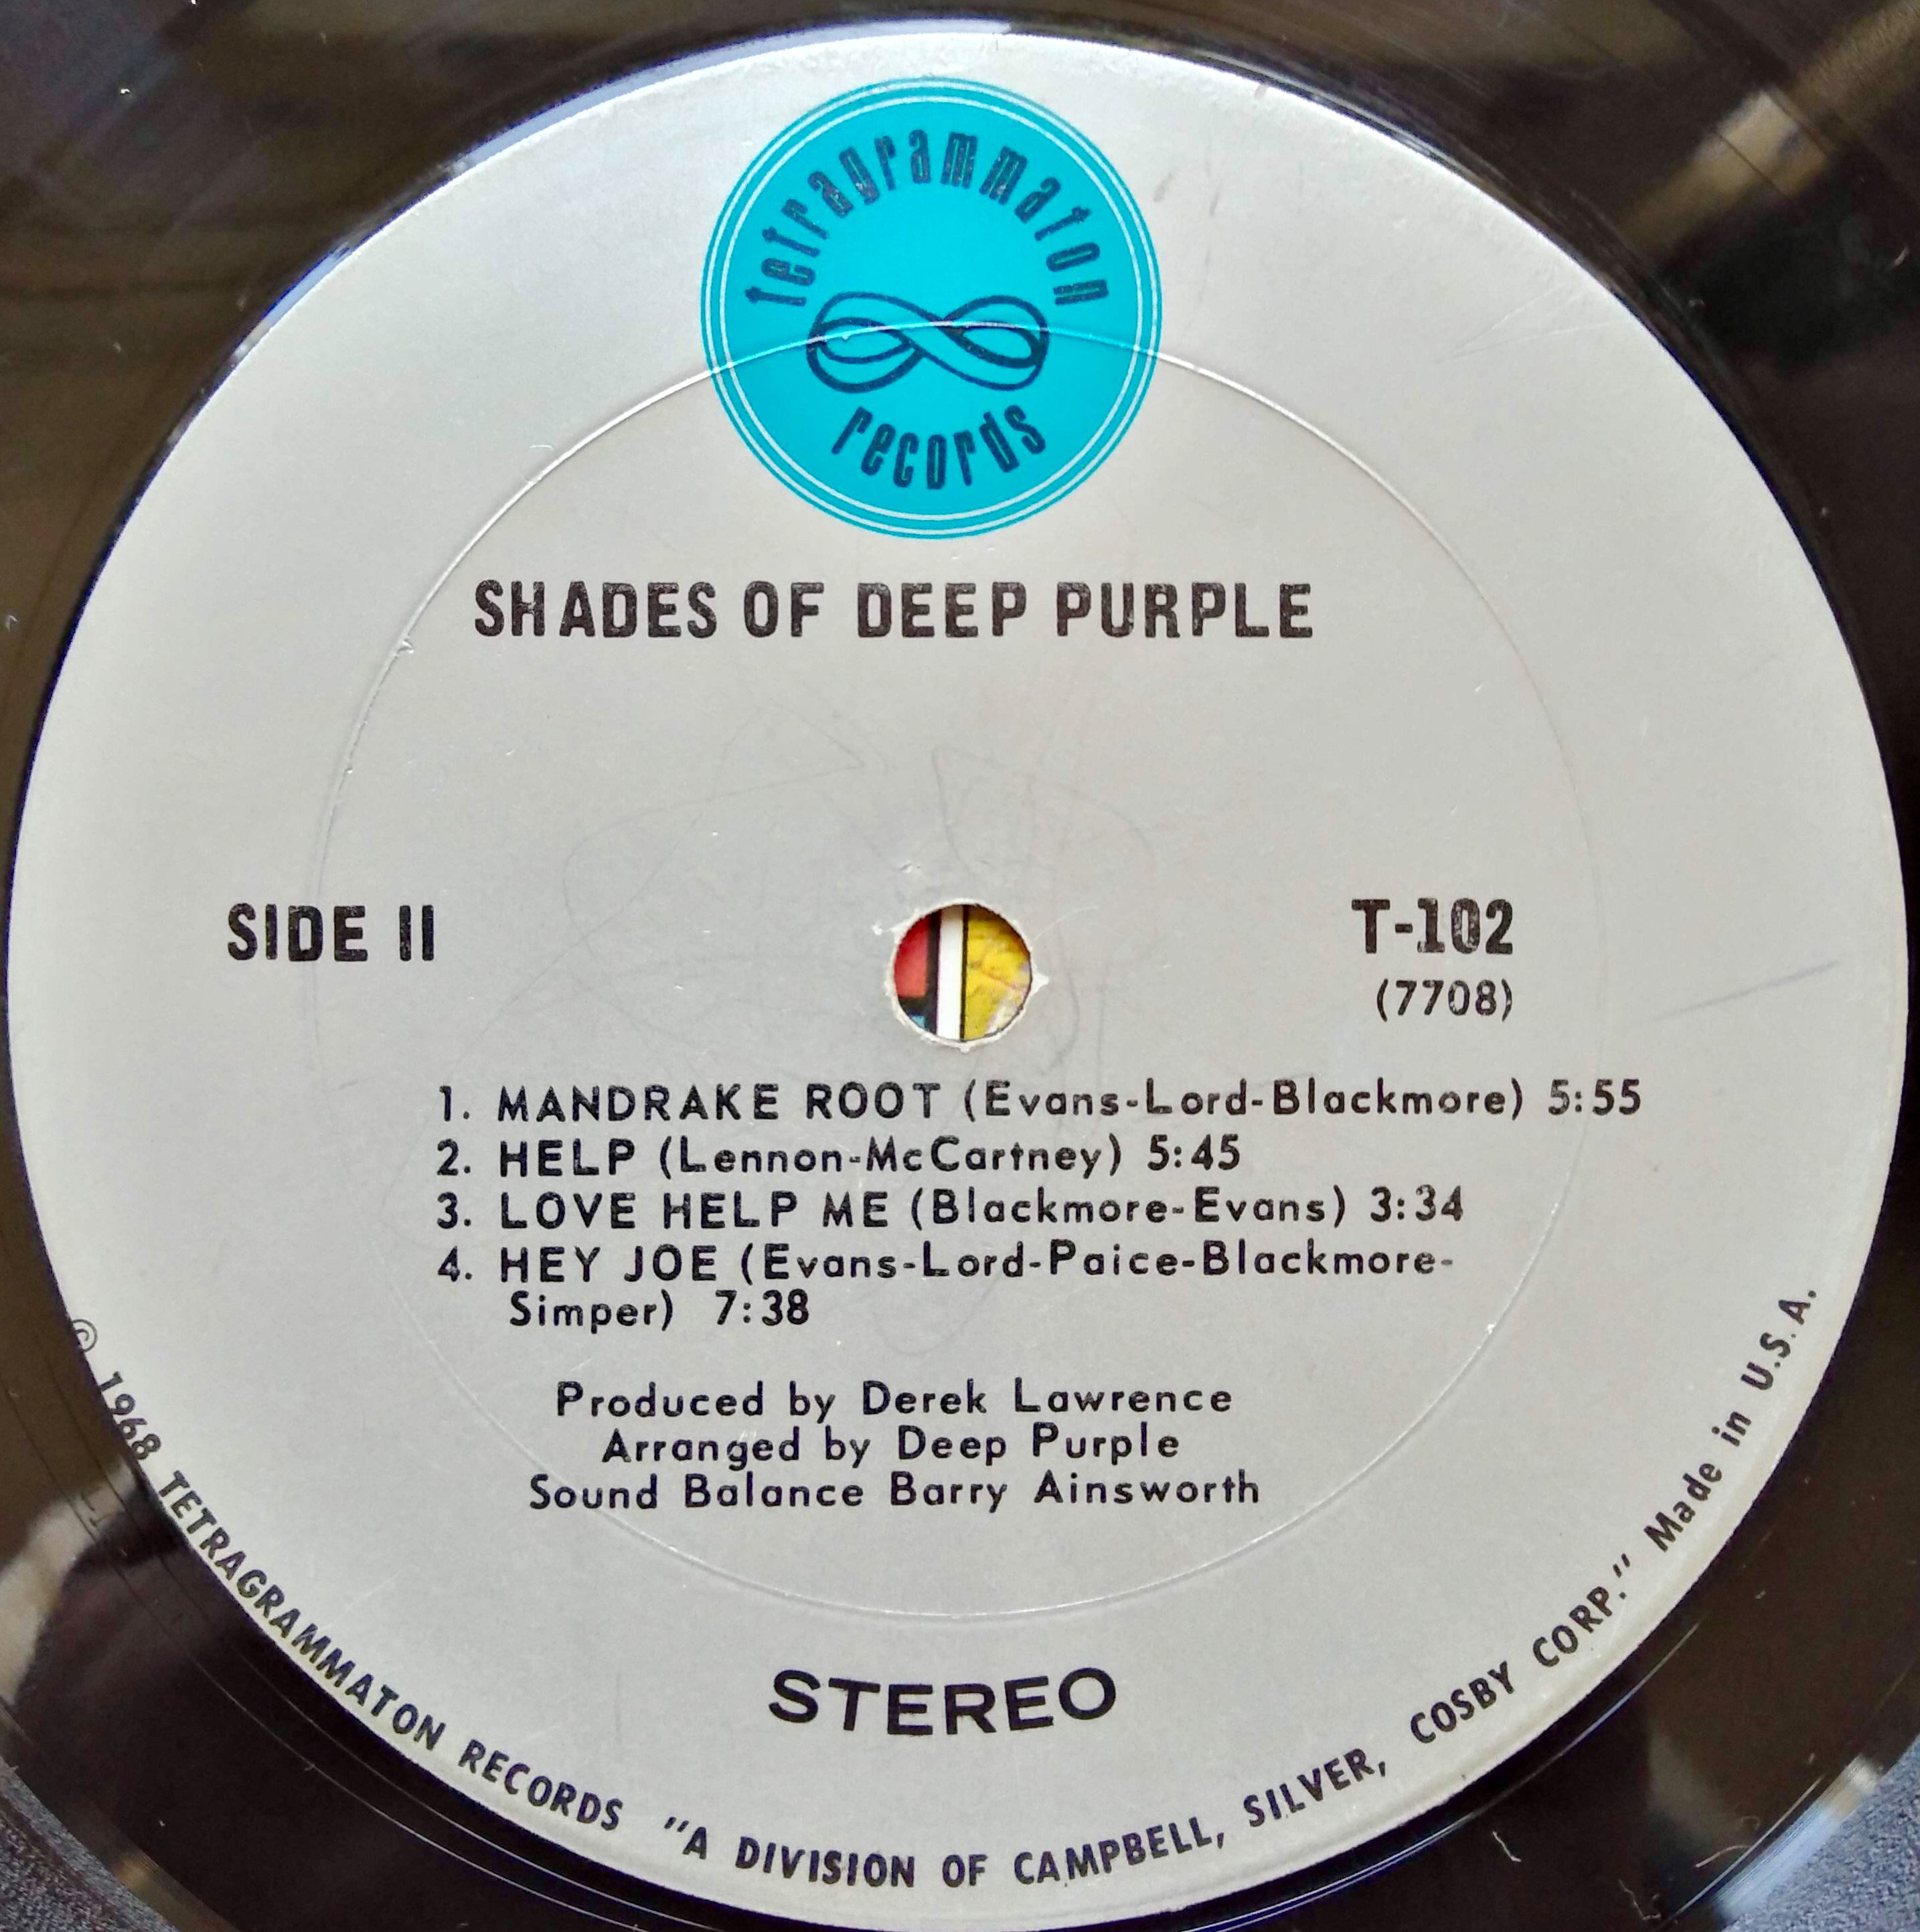 tetragrammaton
records
SHADES OF DEEP PURPLE
SIDE II
T-102
(7708)
1. MANDRAKE ROOT (Evans-Lord-Blackmore) 5:55
2. HELP (Lennon-McCartney) 5:45
3. LOVE HELP ME (Blackmore-Evans) 3:34
4. HEY JOE (Evans-Lord-Paice-Blackmore-
Simper) 7:38
Produced by Derek Lawrence
Arranged by Deep Purple
Sound Balance Barry Ainsworth
STEREO
© 1968 TETRAGRAMMATON RECORDS "A DIVISION OF CAMPBELL, SILVER, COSBY CORP." Made in U.S.A.